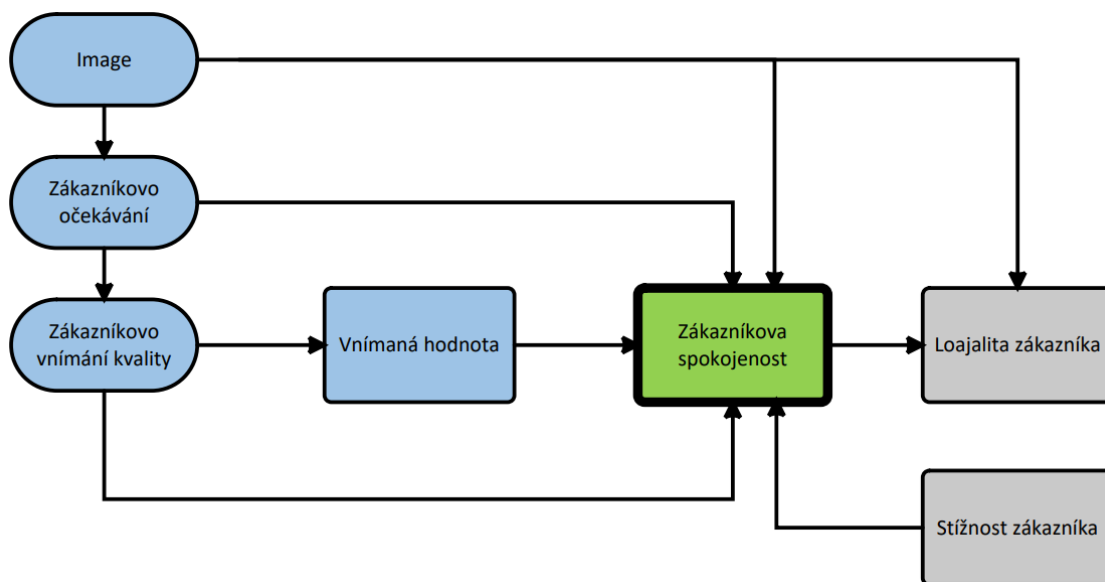 Image
Zákazníkovo
očekávání
Zákazníkovo
vnímání kvality
Vnímaná hodnota
Zákazníkova
spokojenost
Loajalita zákazníka
Stížnost zákazníka